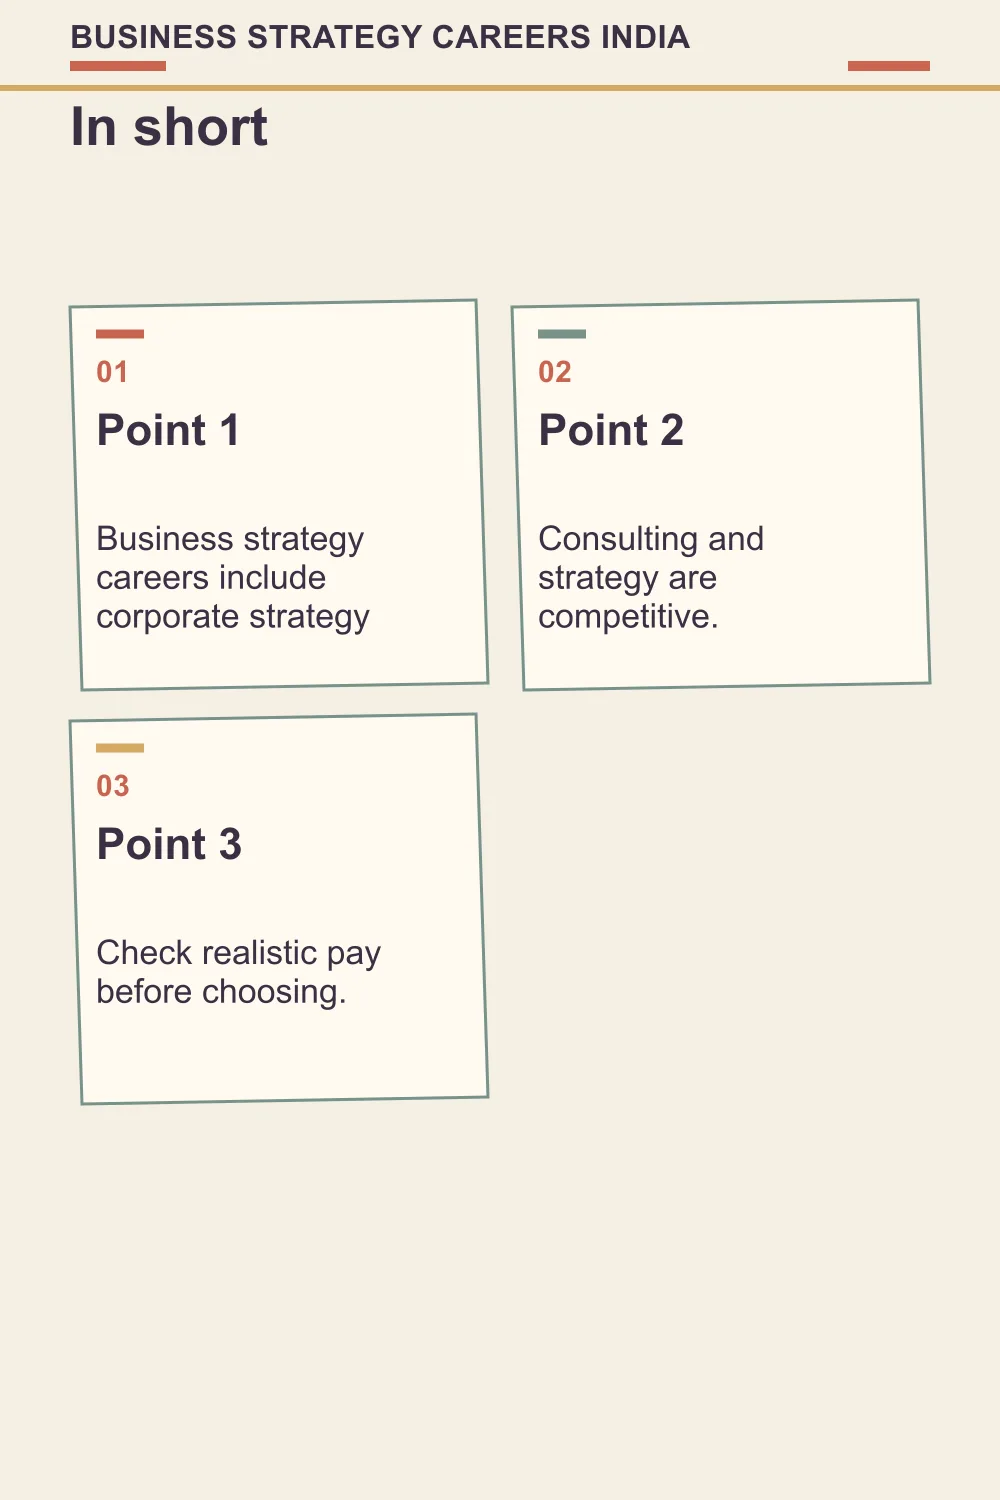 BUSINESS STRATEGY CAREERS INDIA
In short
01
Point 1
Business strategy
careers include
corporate strategy
02
Point 2
Consulting and
strategy are
competitive.
03
Point 3
Check realistic pay
before choosing.